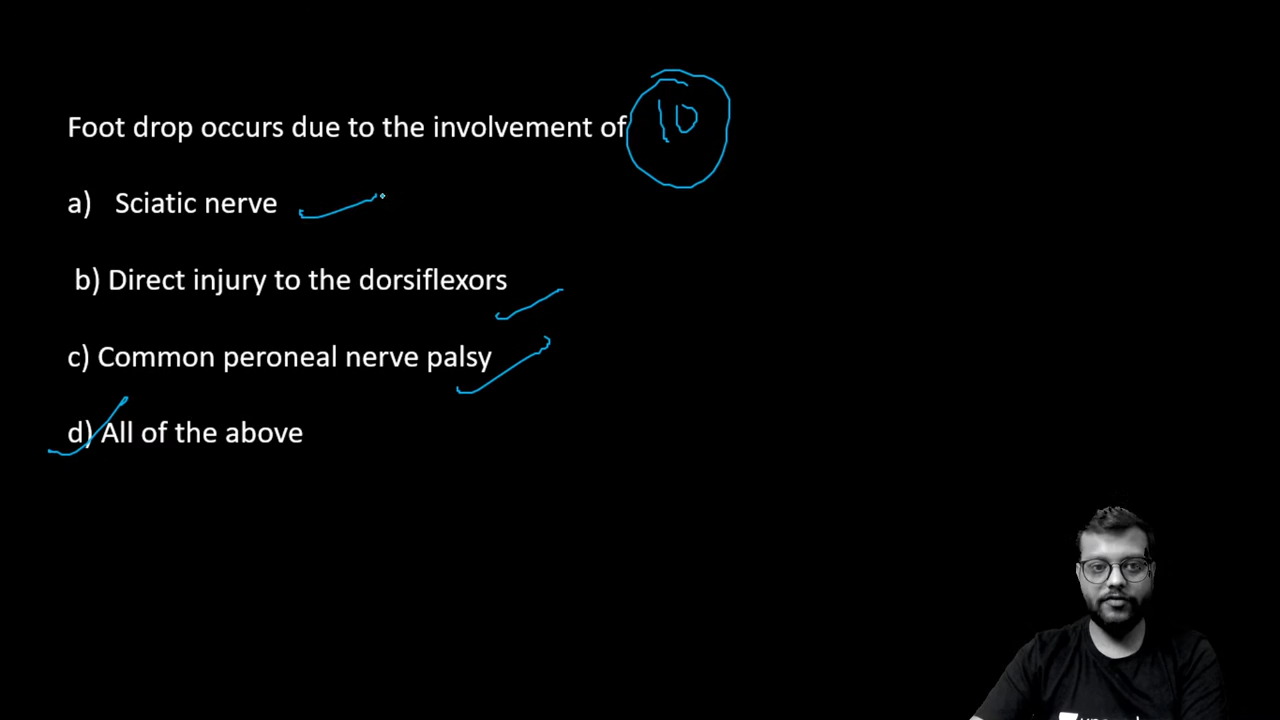 Foot drop occurs due to the involvement of 10
a) Sciatic nerve
b) Direct injury to the dorsiflexors
c) Common peroneal nerve palsy
d) All of the above